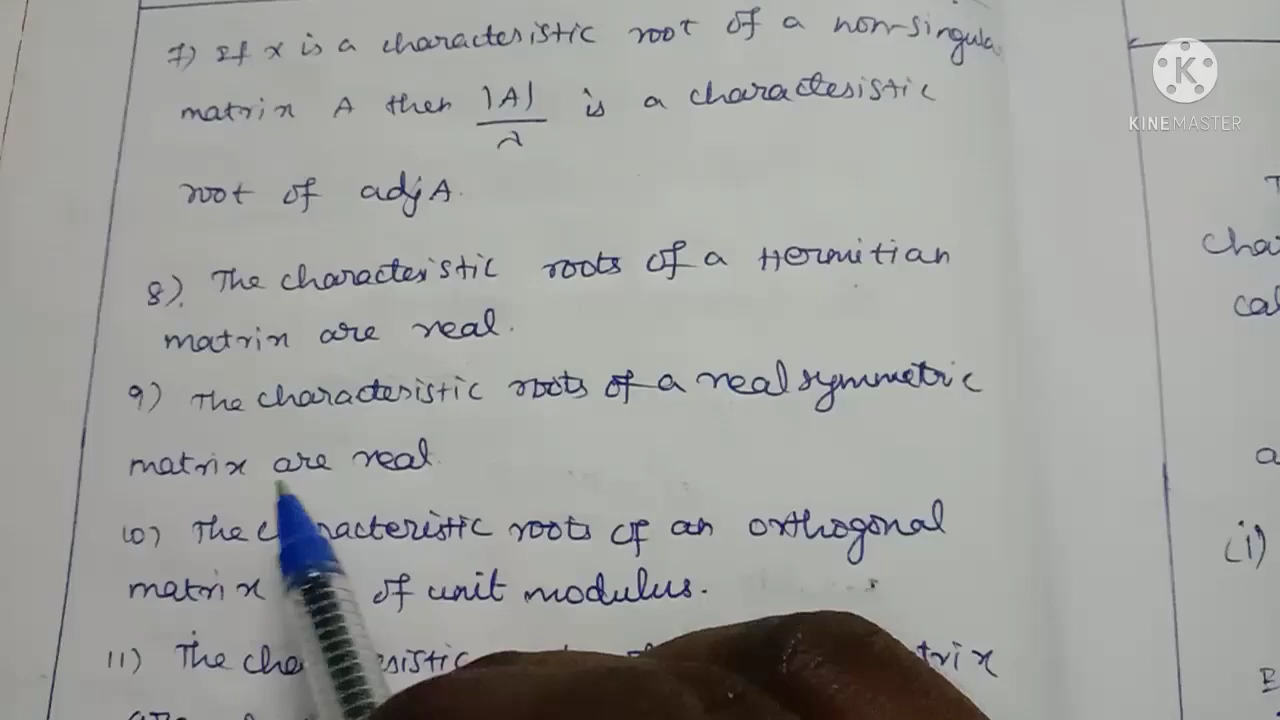 7) If x is a characteristic root of a non-singula
matrix A then |A|/λ is a characteristic
root of adj A.
8). The characteristic roots of a Hermitian
matrix are real.
9) The characteristic roots of a real symmetric
matrix are real
10) The characteristic roots of an orthogonal
matrix of unit modulus.
11) The
K
KINEMASTER
(i)